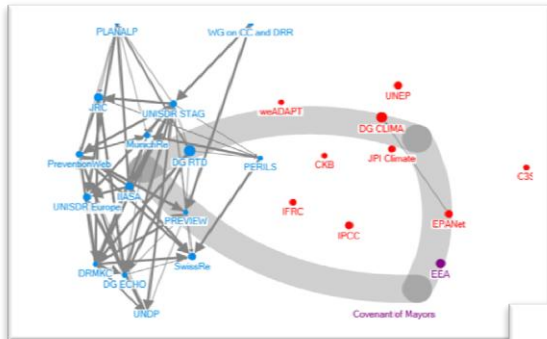 PLANALP
WG on CC and DRR
UNEP
JRC
UNISDR STAG
weADAPT
DG CLIMA
MunichRe
DG RTD
JPI Climate
PreventionWeb
PERILS
CKB
C3S
IIASA
UNISDR Europe
PREVIEW
IFRC
IPCC
EPANet
DRMKC
DG ECHO
SwissRe
EEA
UNDP
Covenant of Mayors